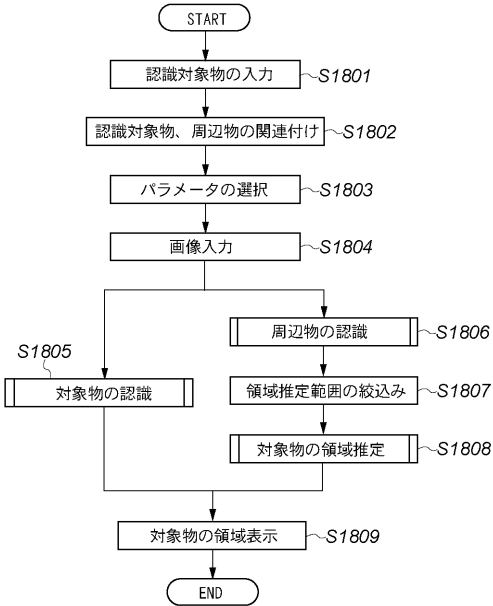 START
認識対象物の入力 S1801
認識対象物、周辺物の関連付け S1802
パラメータの選択 S1803
画像入力 S1804
周辺物の認識 S1806
S1805
対象物の認識
領域推定範囲の絞込み S1807
対象物の領域推定 S1808
対象物の領域表示 S1809
END